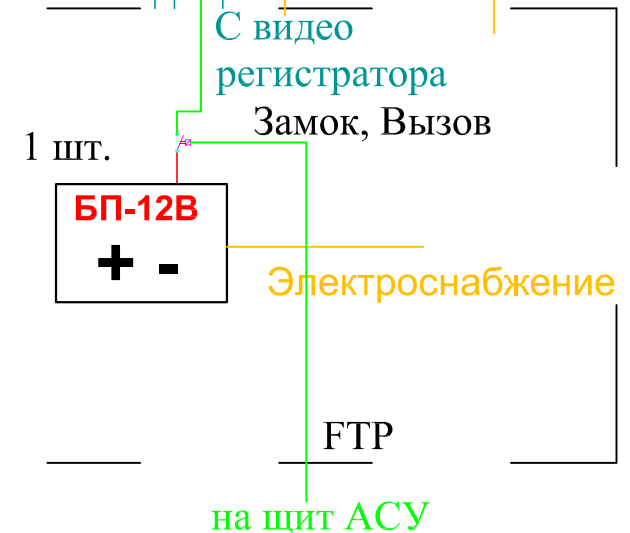 С видео
регистратора
Замок, Вызов
1 шт.
БП-12В
+ -
Электроснабжение
FTP
на щит АСУ